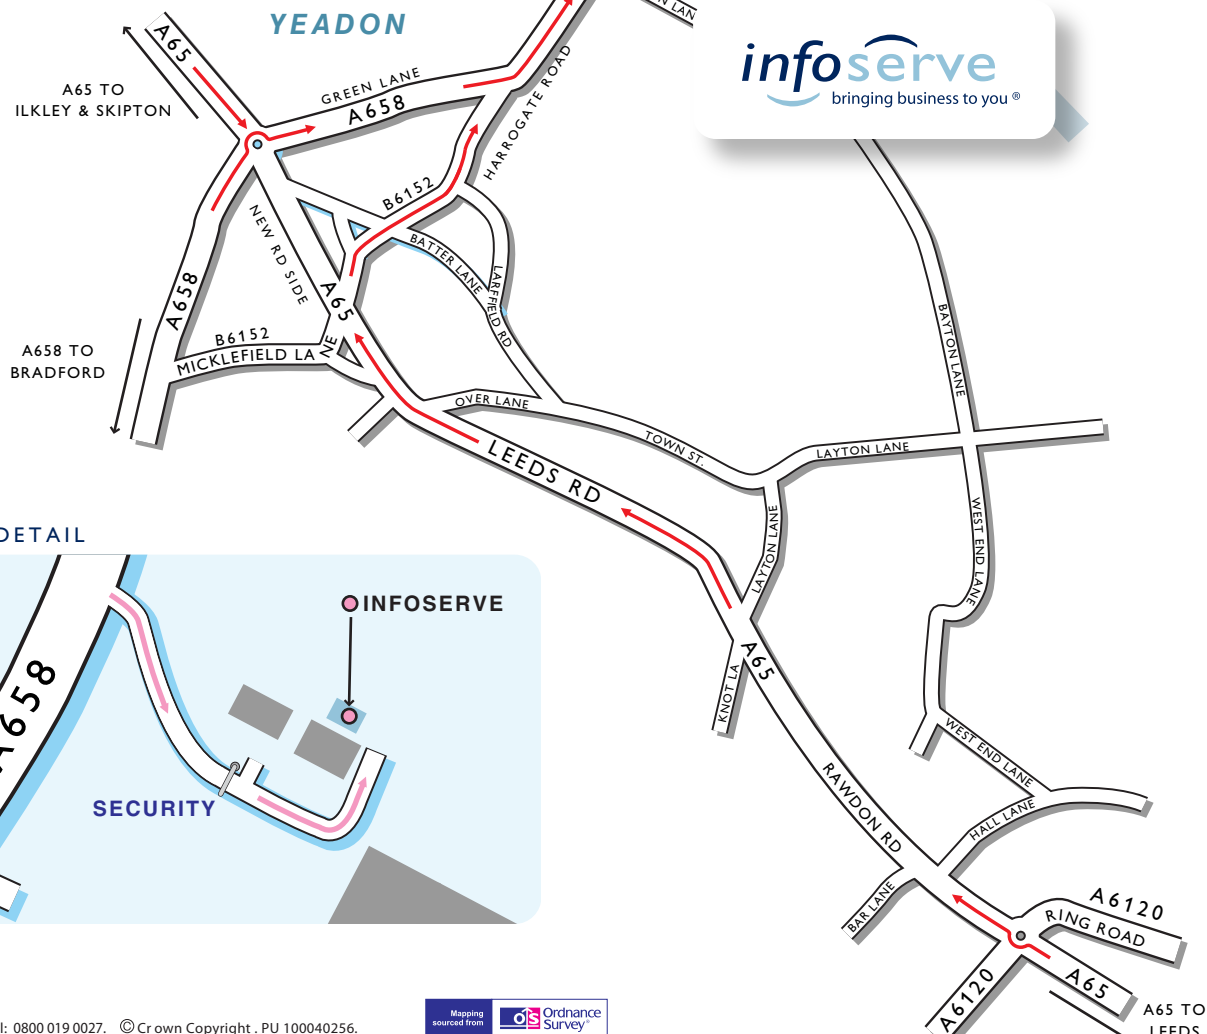 YEADON
N LAN
infoserve
bringing business to you ®
A65
A65 TO
ILKLEY & SKIPTON
GREEN LANE
A658
HARROGATE ROAD
B6152
NEW RD SIDE
BATTER LANE
LARFFIELD RD
A65
A658
B6152
MICKLEFIELD LANE
A658 TO
BRADFORD
OVER LANE
TOWN ST.
LAYTON LANE
BAYTON LANE
LEEDS RD
LAYTON LANE
WEST END LANE
DETAIL
INFOSERVE
A658
SECURITY
A65
KNOT LA
WEST END LANE
RAWDON RD
HALL LANE
BAR LANE
A6120
RING ROAD
A65
A6120
A65 TO
LEEDS
l: 0800 019 0027. © Cr own Copyright . PU 100040256.
Mapping
sourced from
OS Ordnance
Survey®